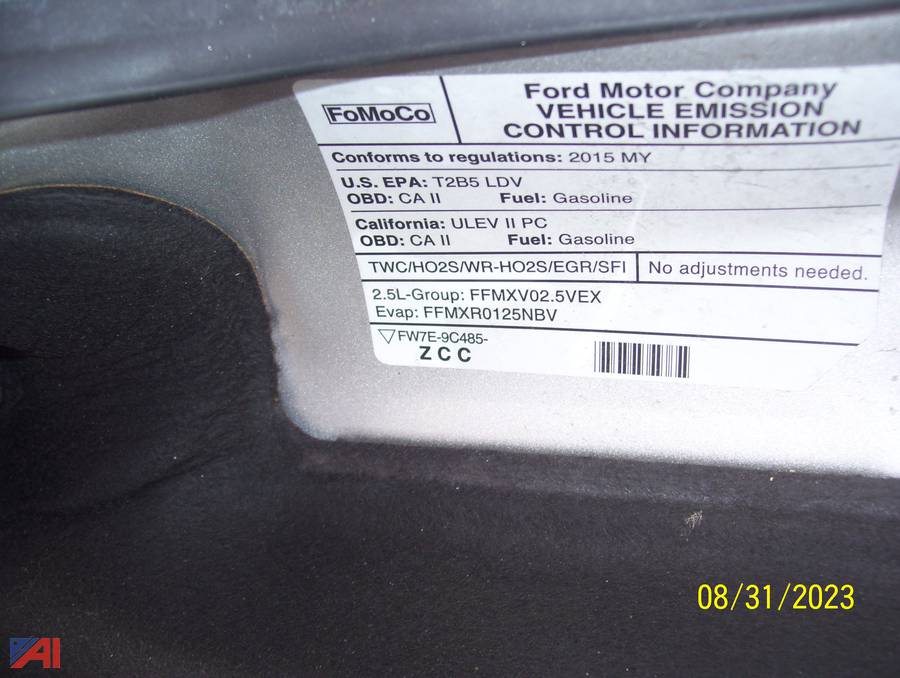 FoMoCo
Ford Motor Company
VEHICLE EMISSION
CONTROL INFORMATION
Conforms to regulations: 2015 MY
U.S. EPA: T2B5 LDV
OBD: CA II Fuel: Gasoline
California: ULEV II PC
OBD: CA II Fuel: Gasoline
TWC/HO2S/WR-HO2S/EGR/SFI No adjustments needed.
2.5L-Group: FFMXV02.5VEX
Evap: FFMXR0125NBV
FW7E-9C485-
ZCC
08/31/2023
AI